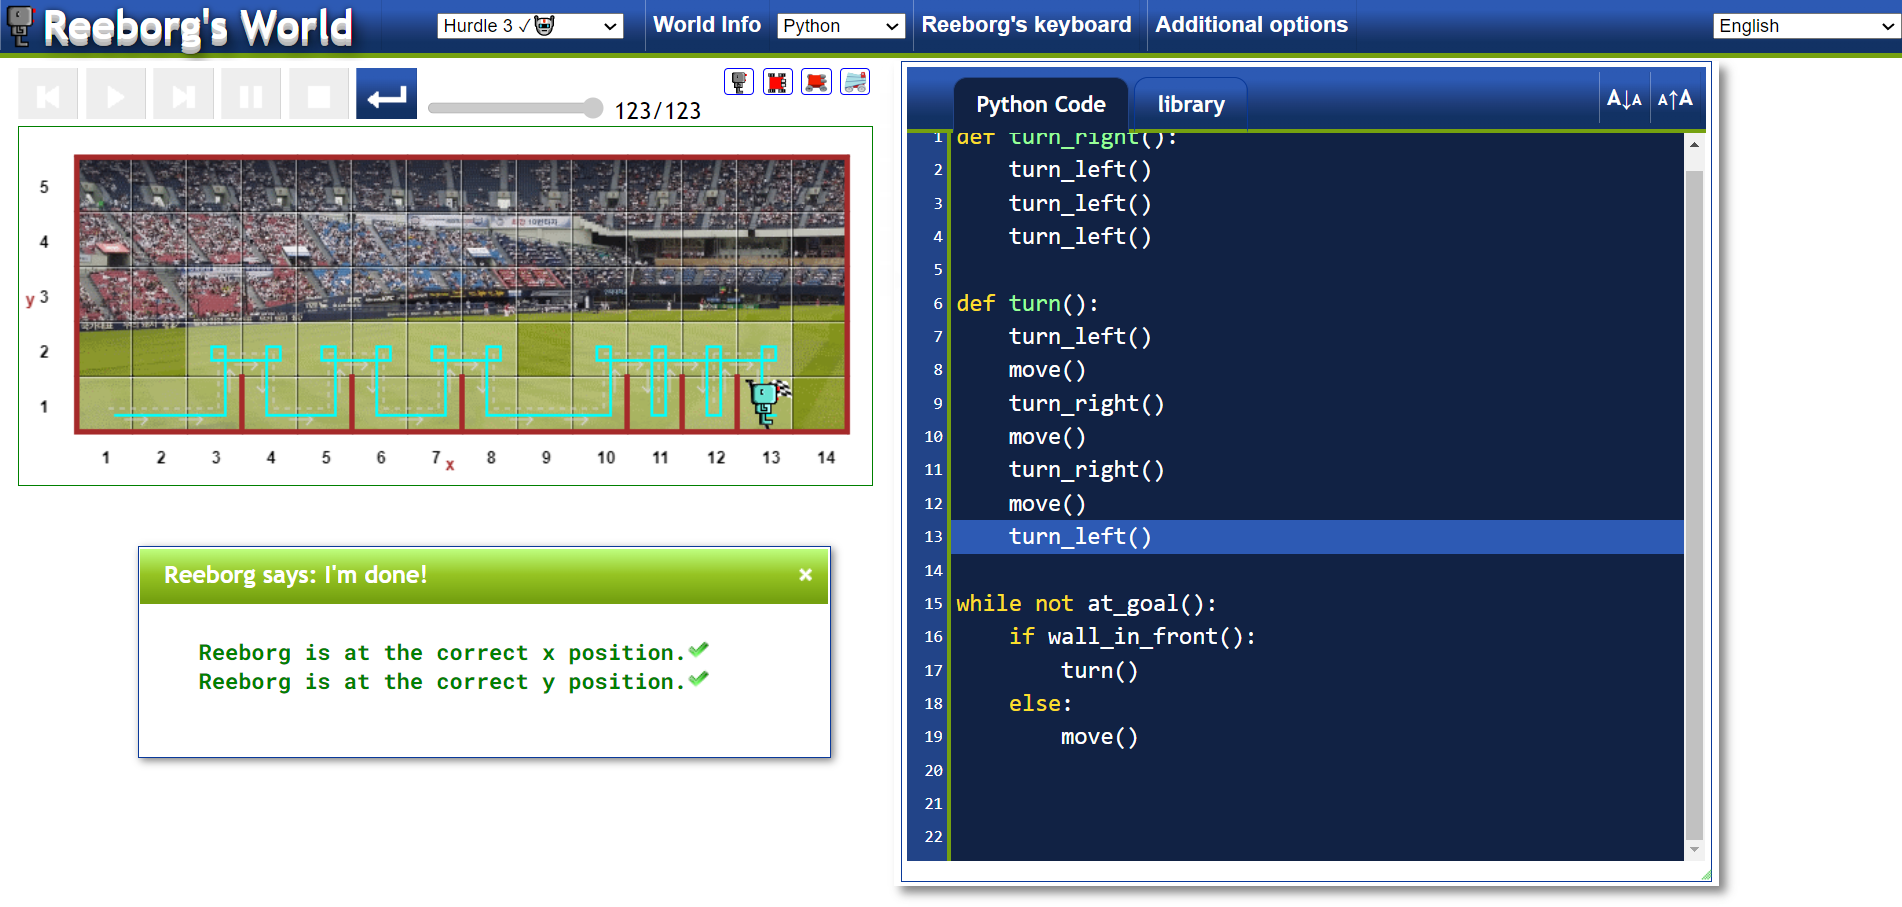 Reeborg's World
Hurdle 3 ✓
World Info
Python
Reeborg's keyboard
Additional options
English
123/123
5
4
y 3
2
1
1 2 3 4 5 6 7 x 8 9 10 11 12 13 14
Reeborg says: I'm done!
×
Reeborg is at the correct x position.
Reeborg is at the correct y position.
Python Code
library
A↓A
A↑A
1 def turn_right():
2     turn_left()
3     turn_left()
4     turn_left()
5
6 def turn():
7     turn_left()
8     move()
9     turn_right()
10     move()
11     turn_right()
12     move()
13     turn_left()
14
15 while not at_goal():
16     if wall_in_front():
17         turn()
18     else:
19         move()
20
21
22